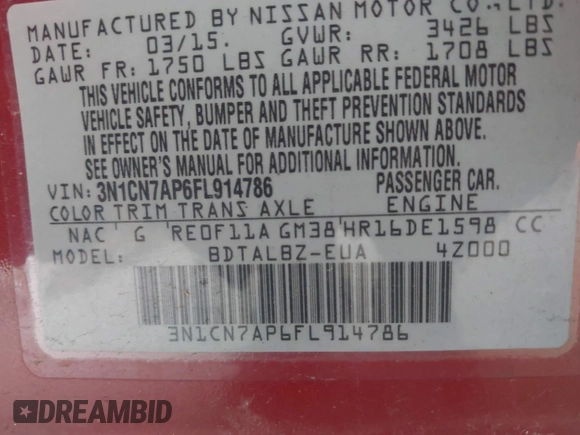 MANUFACTURED BY NISSAN MOTOR CO., LTD.
DATE: 03/15. GVWR: 3426 LBS
GAWR FR: 1750 LBS GAWR RR: 1708 LBS
THIS VEHICLE CONFORMS TO ALL APPLICABLE FEDERAL MOTOR
VEHICLE SAFETY, BUMPER AND THEFT PREVENTION STANDARDS
IN EFFECT ON THE DATE OF MANUFACTURE SHOWN ABOVE.
SEE OWNER'S MANUAL FOR ADDITIONAL INFORMATION.
VIN: 3N1CN7AP6FL914786 PASSENGER CAR.
COLOR TRIM TRANS AXLE ENGINE
NAC G RE0F11A GM38 HR16DE1598 CC
MODEL: BDTALBZ-EUA 4Z000
3N1CN7AP6FL914786
DREAMBID